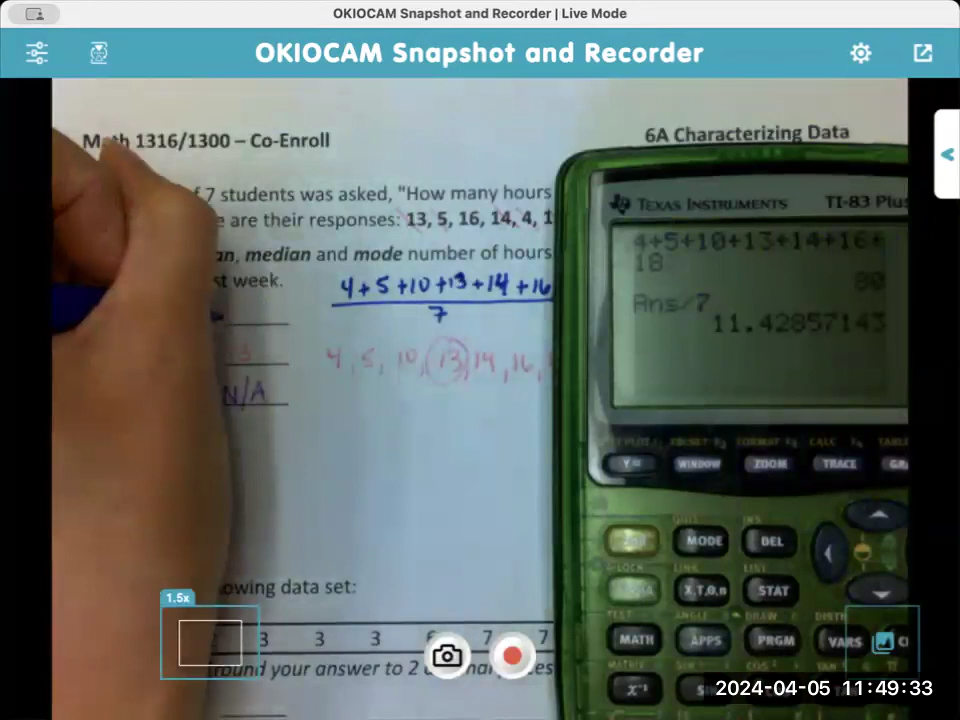 OKIOCAM Snapshot and Recorder | Live Mode
OKIOCAM Snapshot and Recorder
Math 1316/1300 – Co-Enroll
6A Characterizing Data
7 students was asked, "How many hours
are their responses: 13, 5, 16, 14, 4, 1
median and mode number of hours
week.
4+5+10+13+14+16
7
4, 5, 10, 13, 14, 16,
N/A
TEXAS INSTRUMENTS TI-83 Plus
4+5+10+13+14+16+
18
80
Ans/7
11.42857143
Y= WINDOW ZOOM TRACE
MODE DEL
X,T,θ,n STAT
MATH APPS PRGM VARS
data set:
1.5x
3 3 3 6 7 7
round your answer to 2
2024-04-05 11:49:33